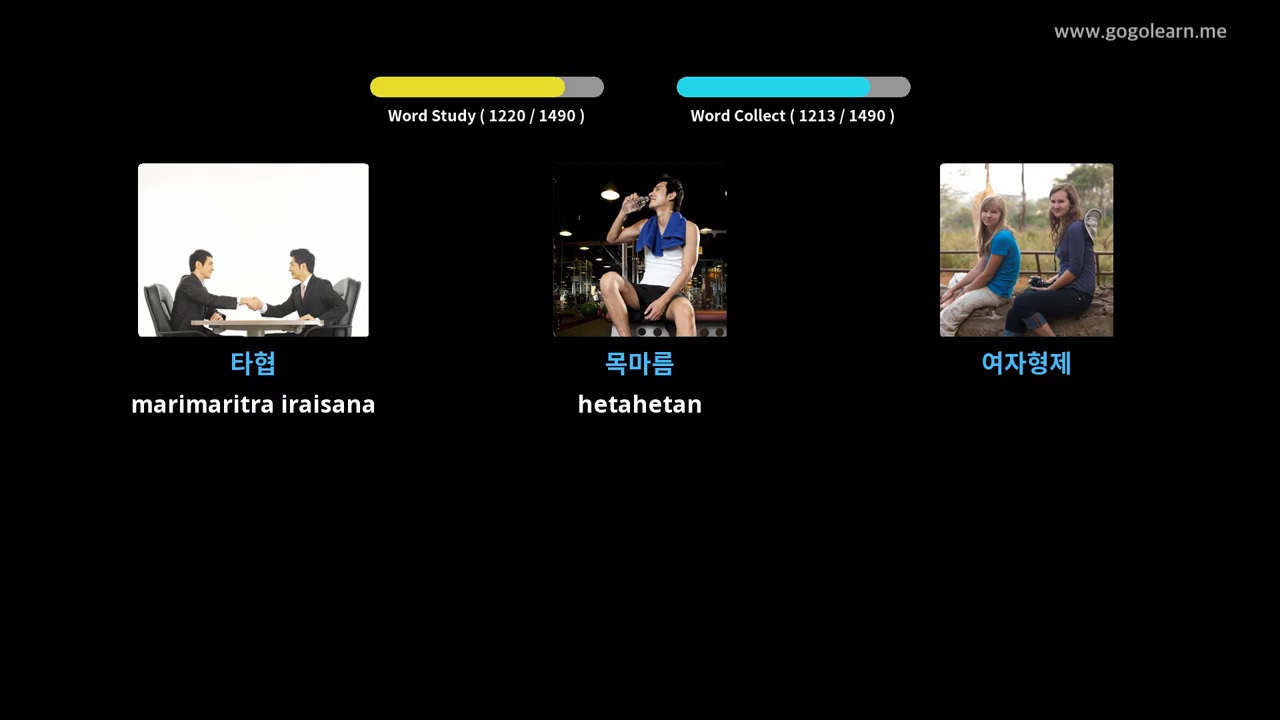 www.gogolearn.me
Word Study ( 1220 / 1490 )
Word Collect ( 1213 / 1490 )
타협
목마름
여자형제
marimaritra iraisana
hetahetan